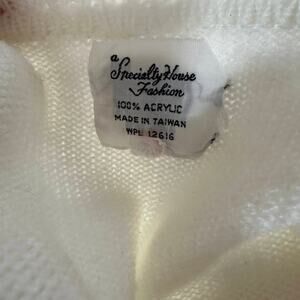 a
Specialty House
Fashion
100% ACRYLIC
MADE IN TAIWAN
WPL 12616